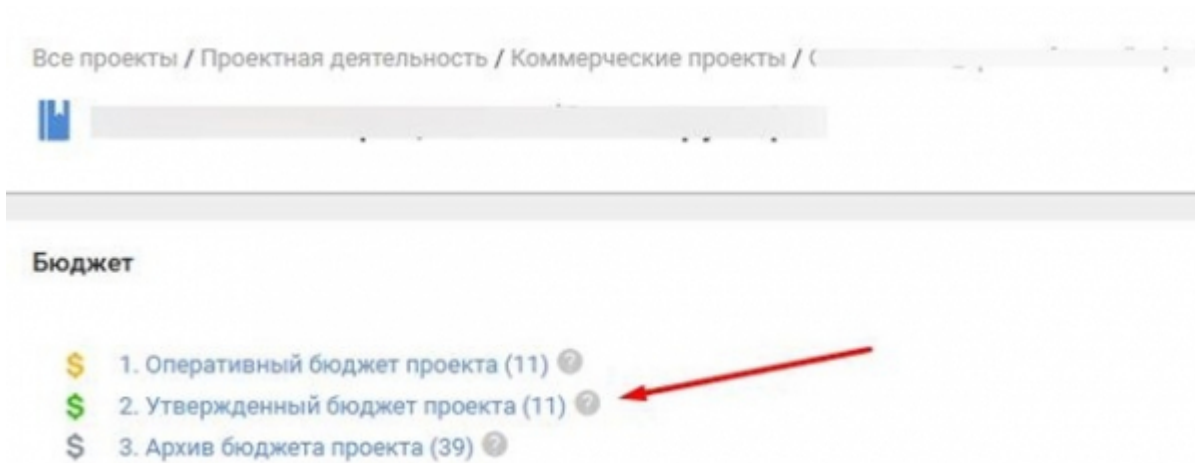 Все проекты / Проектная деятельность / Коммерческие проекты / (
Бюджет
$ 1. Оперативный бюджет проекта (11) ?
$ 2. Утвержденный бюджет проекта (11) ?
$ 3. Архив бюджета проекта (39) ?